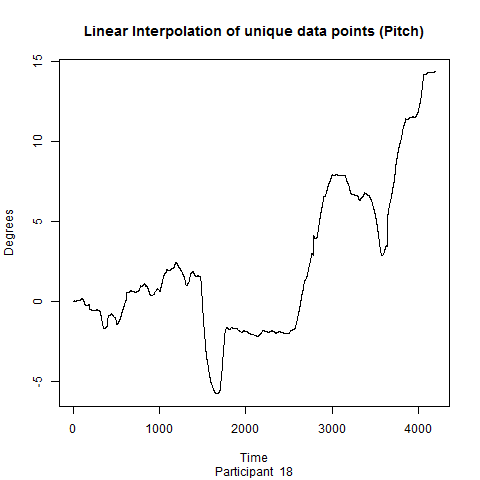 Linear Interpolation of unique data points (Pitch)
15
10
5
0
-5
Degrees
0 1000 2000 3000 4000
Time
Participant 18